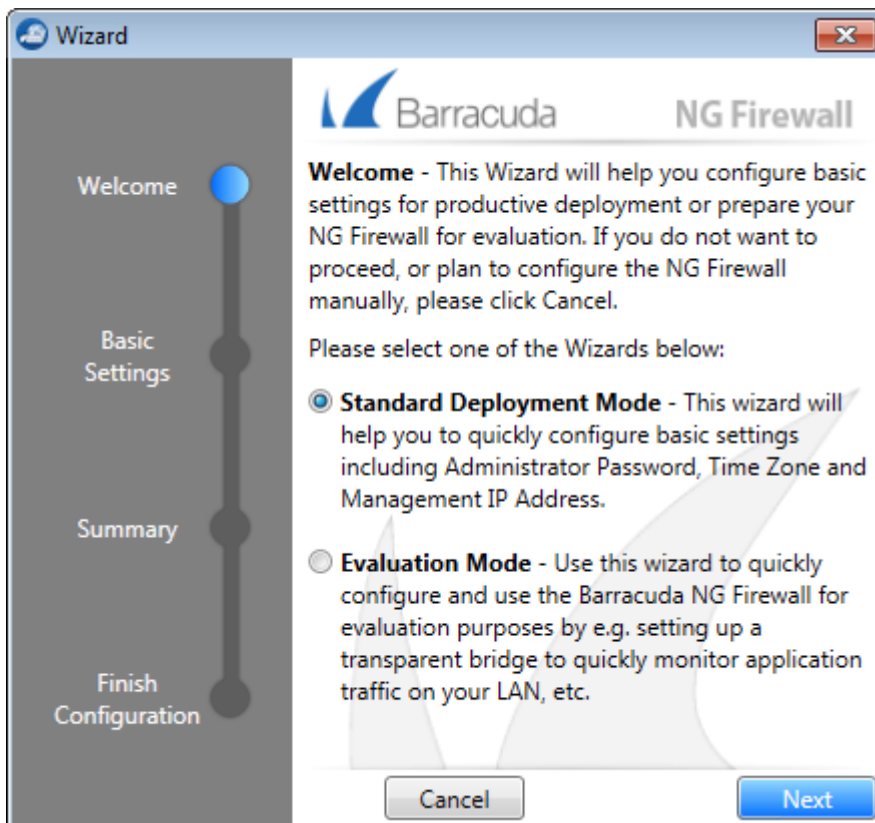 Wizard
Welcome
Basic
Settings
Summary
Finish
Configuration
Barracuda NG Firewall
Welcome - This Wizard will help you configure basic
settings for productive deployment or prepare your
NG Firewall for evaluation. If you do not want to
proceed, or plan to configure the NG Firewall
manually, please click Cancel.
Please select one of the Wizards below:
Standard Deployment Mode - This wizard will
help you to quickly configure basic settings
including Administrator Password, Time Zone and
Management IP Address.
Evaluation Mode - Use this wizard to quickly
configure and use the Barracuda NG Firewall for
evaluation purposes by e.g. setting up a
transparent bridge to quickly monitor application
traffic on your LAN, etc.
Cancel
Next